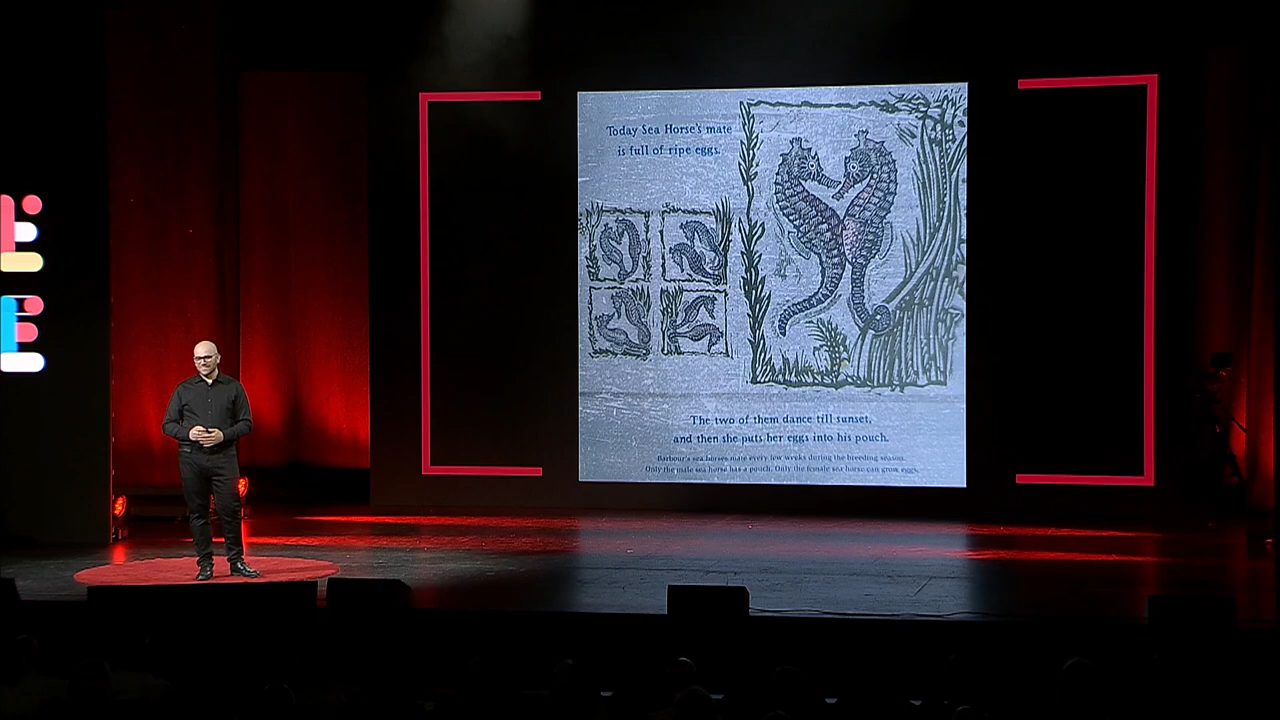 Today Sea Horse's mate
is full of ripe eggs.
The two of them dance till sunset,
and then she puts her eggs into his pouch.
Barbour's sea horses mate every few weeks during the breeding season.
Only the male sea horse has a pouch. Only the female sea horse can grow eggs.